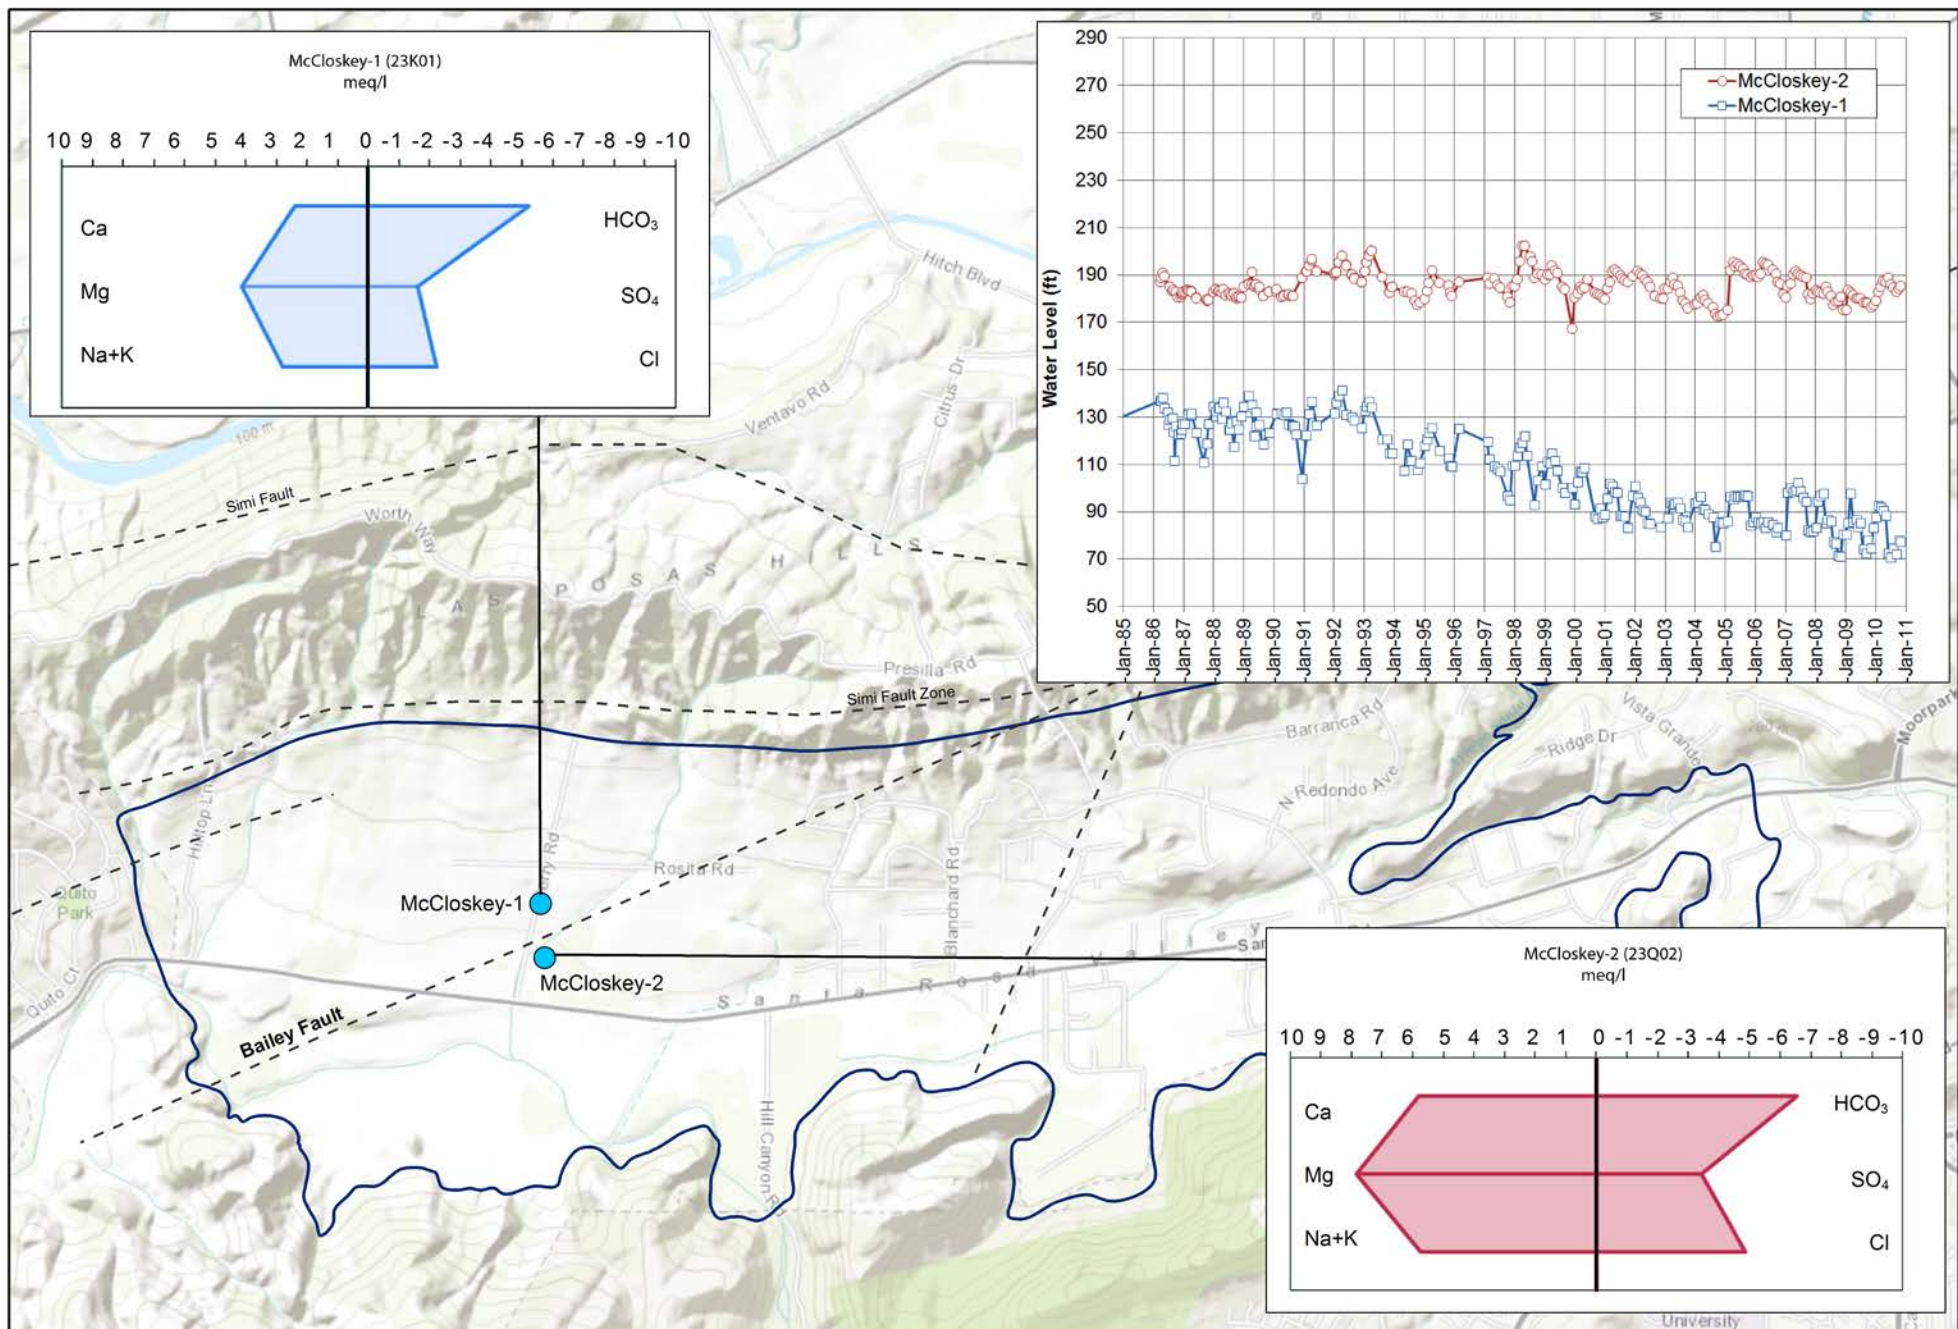 McCloskey-1 (23K01)
meq/l
10 9 8 7 6 5 4 3 2 1 0 -1 -2 -3 -4 -5 -6 -7 -8 -9 -10
Ca
HCO₃
Mg
SO₄
Na+K
Cl
290
270
250
230
210
190
170
150
130
110
90
70
50
Water Level (ft)
McCloskey-2
McCloskey-1
Jan-85
Jan-86
Jan-87
Jan-88
Jan-89
Jan-90
Jan-91
Jan-92
Jan-93
Jan-94
Jan-95
Jan-96
Jan-97
Jan-98
Jan-99
Jan-00
Jan-01
Jan-02
Jan-03
Jan-04
Jan-05
Jan-06
Jan-07
Jan-08
Jan-09
Jan-10
Jan-11
Hitch Blvd
Citrus Dr
Ventavo Rd
100 m
Simi Fault
Worth Way
LAS POSAS HILLS
Presilla Rd
Simi Fault Zone
Barranca Rd
Vista Grande
Ridge Dr
Moorpark
N Redondo Ave
Hilltop Ln
Rosita Rd
Blanchard Rd
Quito Park
McCloskey-1
McCloskey-2
Santa Rosa Valley
Quito Ct
Bailey Fault
Hill Canyon R
McCloskey-2 (23Q02)
meq/l
10 9 8 7 6 5 4 3 2 1 0 -1 -2 -3 -4 -5 -6 -7 -8 -9 -10
Ca
HCO₃
Mg
SO₄
Na+K
Cl
University